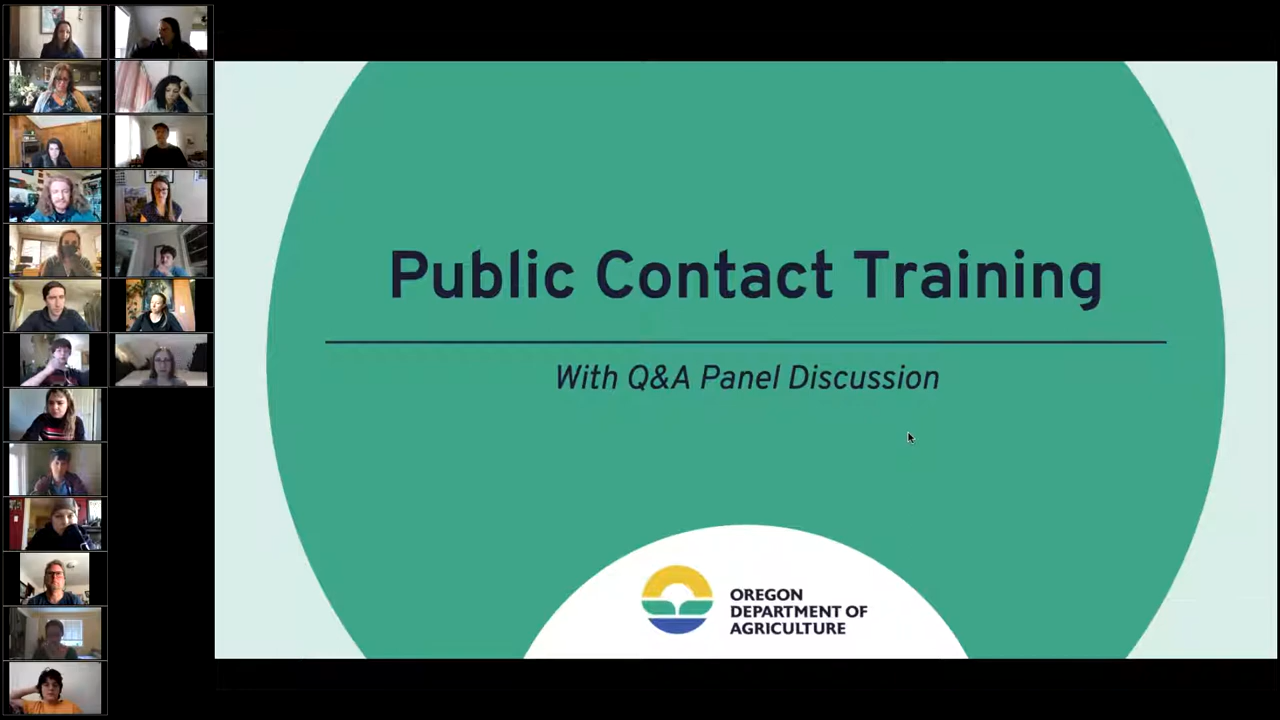 Public Contact Training
With Q&A Panel Discussion
OREGON
DEPARTMENT OF
AGRICULTURE